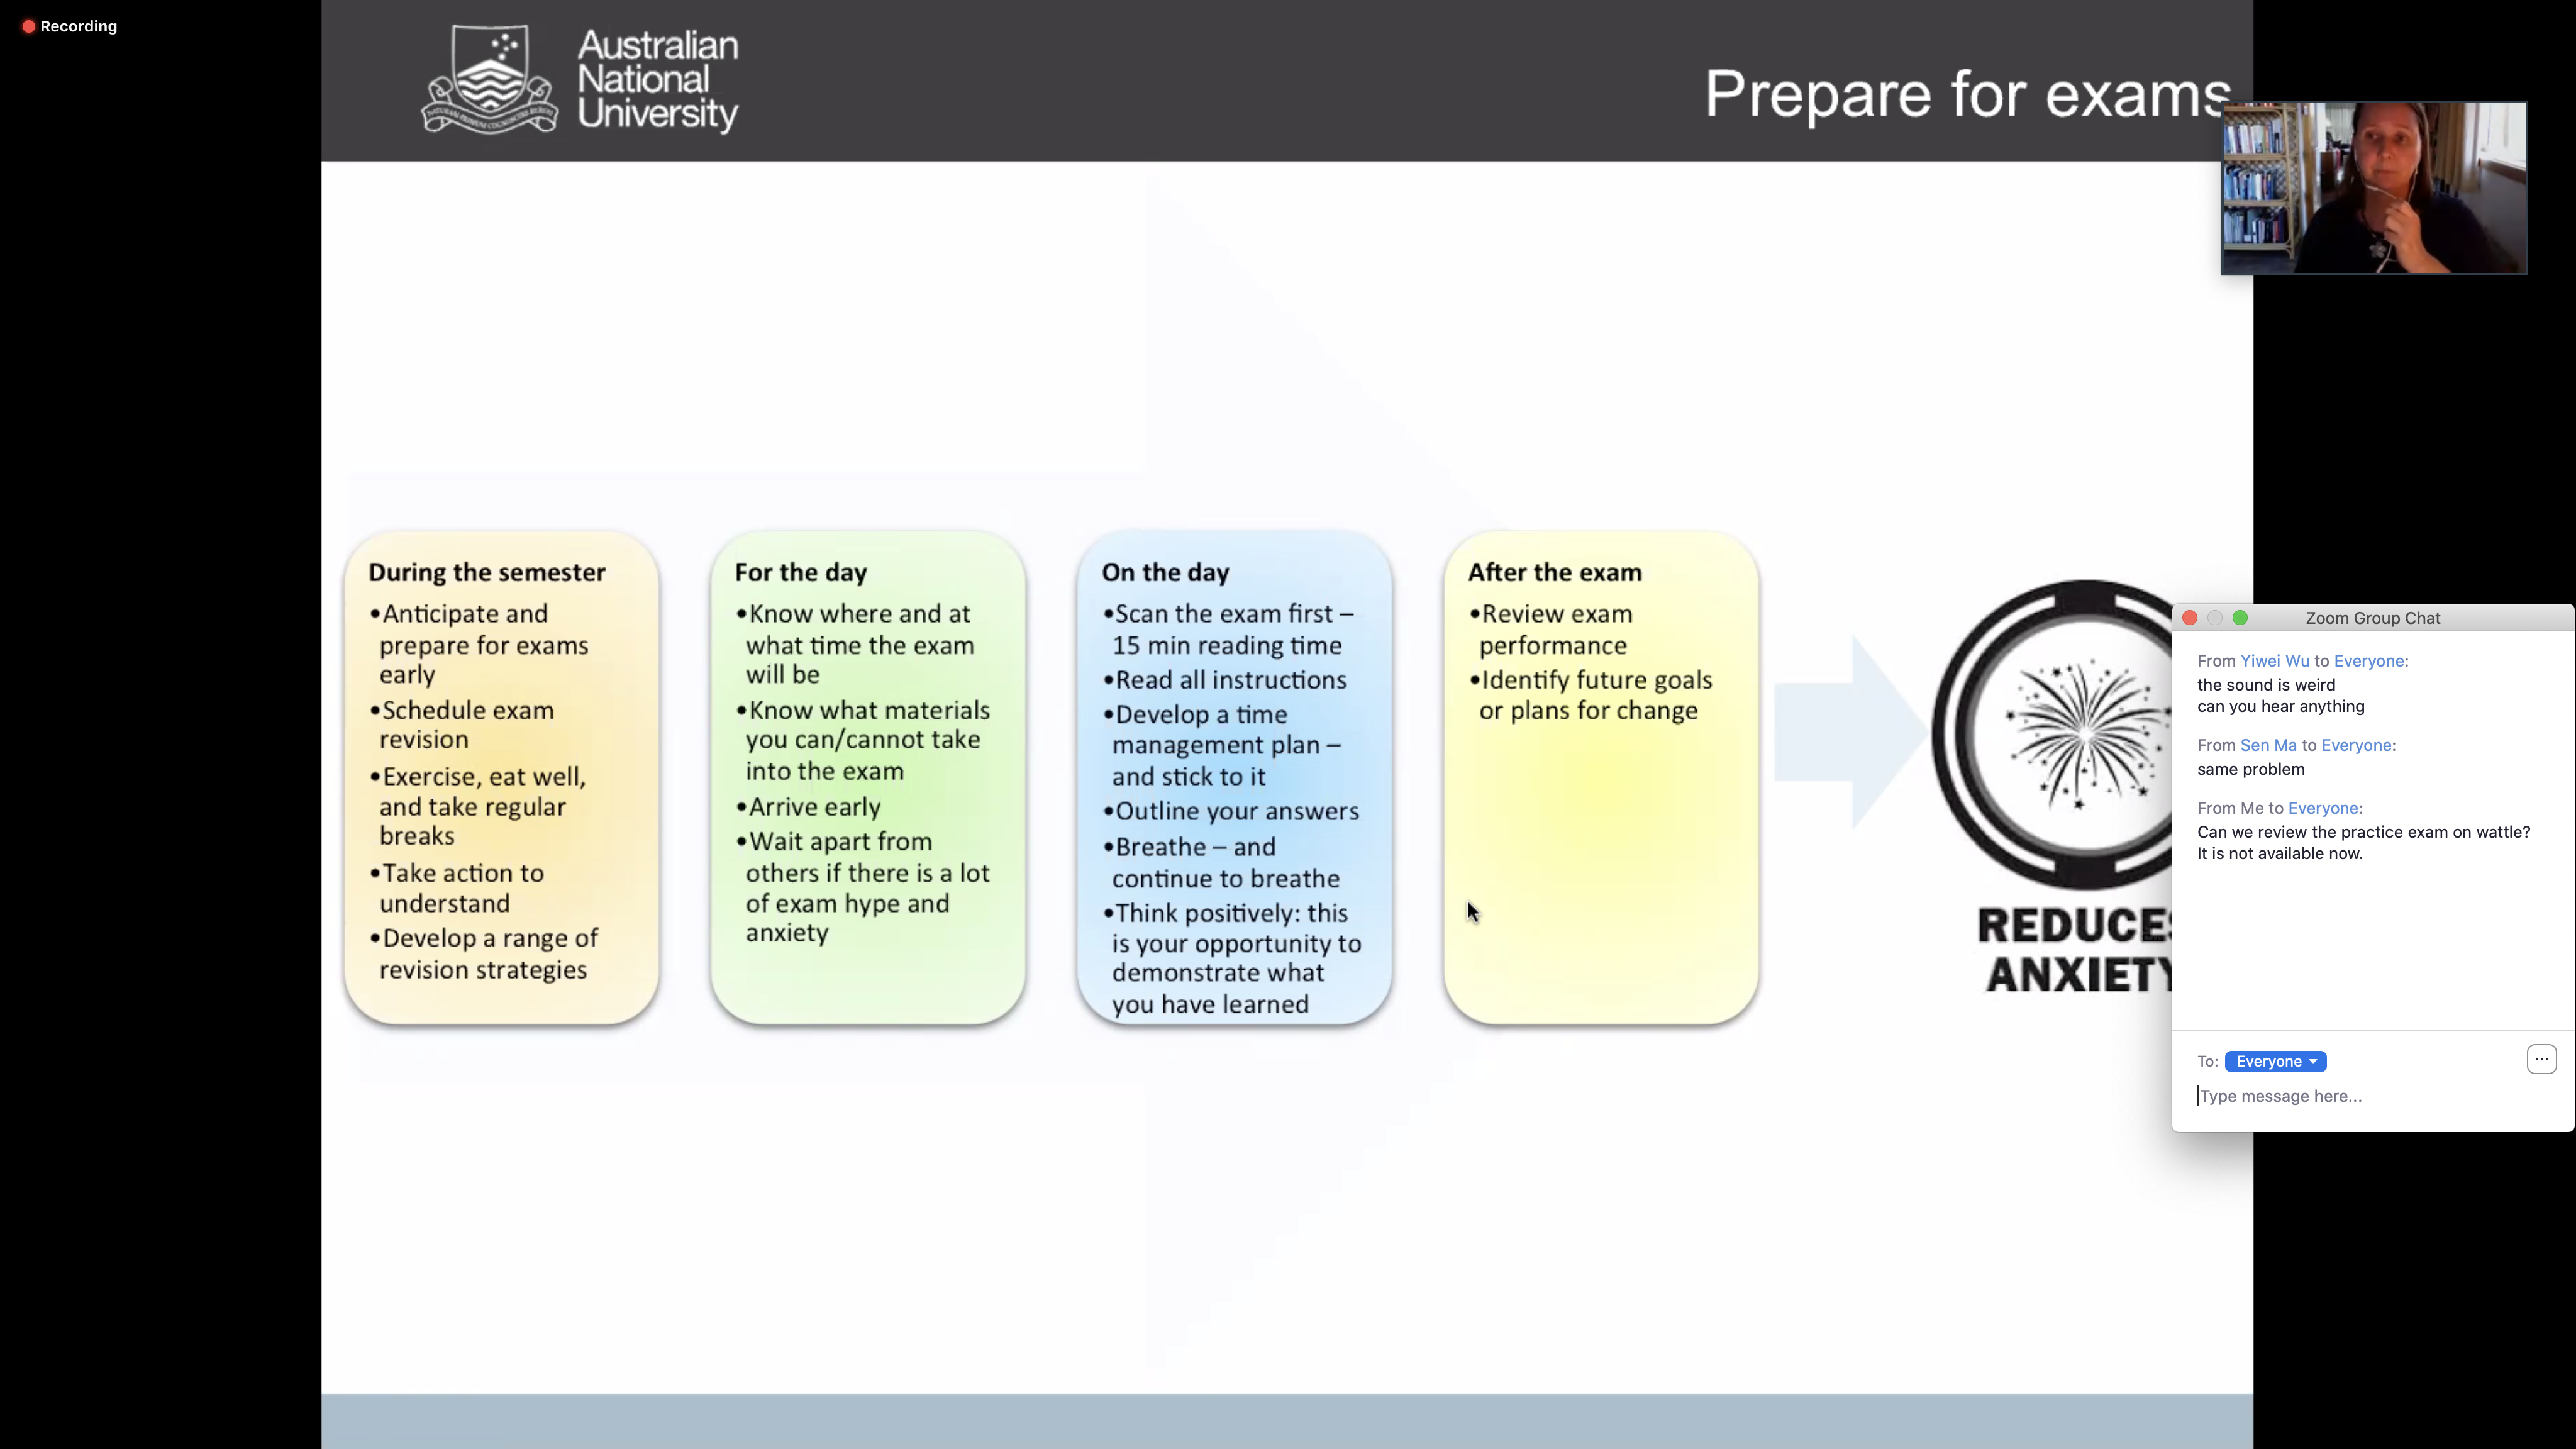 Recording
Australian
National
University
Prepare for exams
During the semester
•Anticipate and
prepare for exams
early
•Schedule exam
revision
•Exercise, eat well,
and take regular
breaks
•Take action to
understand
•Develop a range of
revision strategies
For the day
•Know where and at
what time the exam
will be
•Know what materials
you can/cannot take
into the exam
•Arrive early
•Wait apart from
others if there is a lot
of exam hype and
anxiety
On the day
•Scan the exam first –
15 min reading time
•Read all instructions
•Develop a time
management plan –
and stick to it
•Outline your answers
•Breathe – and
continue to breathe
•Think positively: this
is your opportunity to
demonstrate what
you have learned
After the exam
•Review exam
performance
•Identify future goals
or plans for change
REDUCES
ANXIETY
Zoom Group Chat
From Yiwei Wu to Everyone:
the sound is weird
can you hear anything
From Sen Ma to Everyone:
same problem
From Me to Everyone:
Can we review the practice exam on wattle?
It is not available now.
To: Everyone
Type message here...